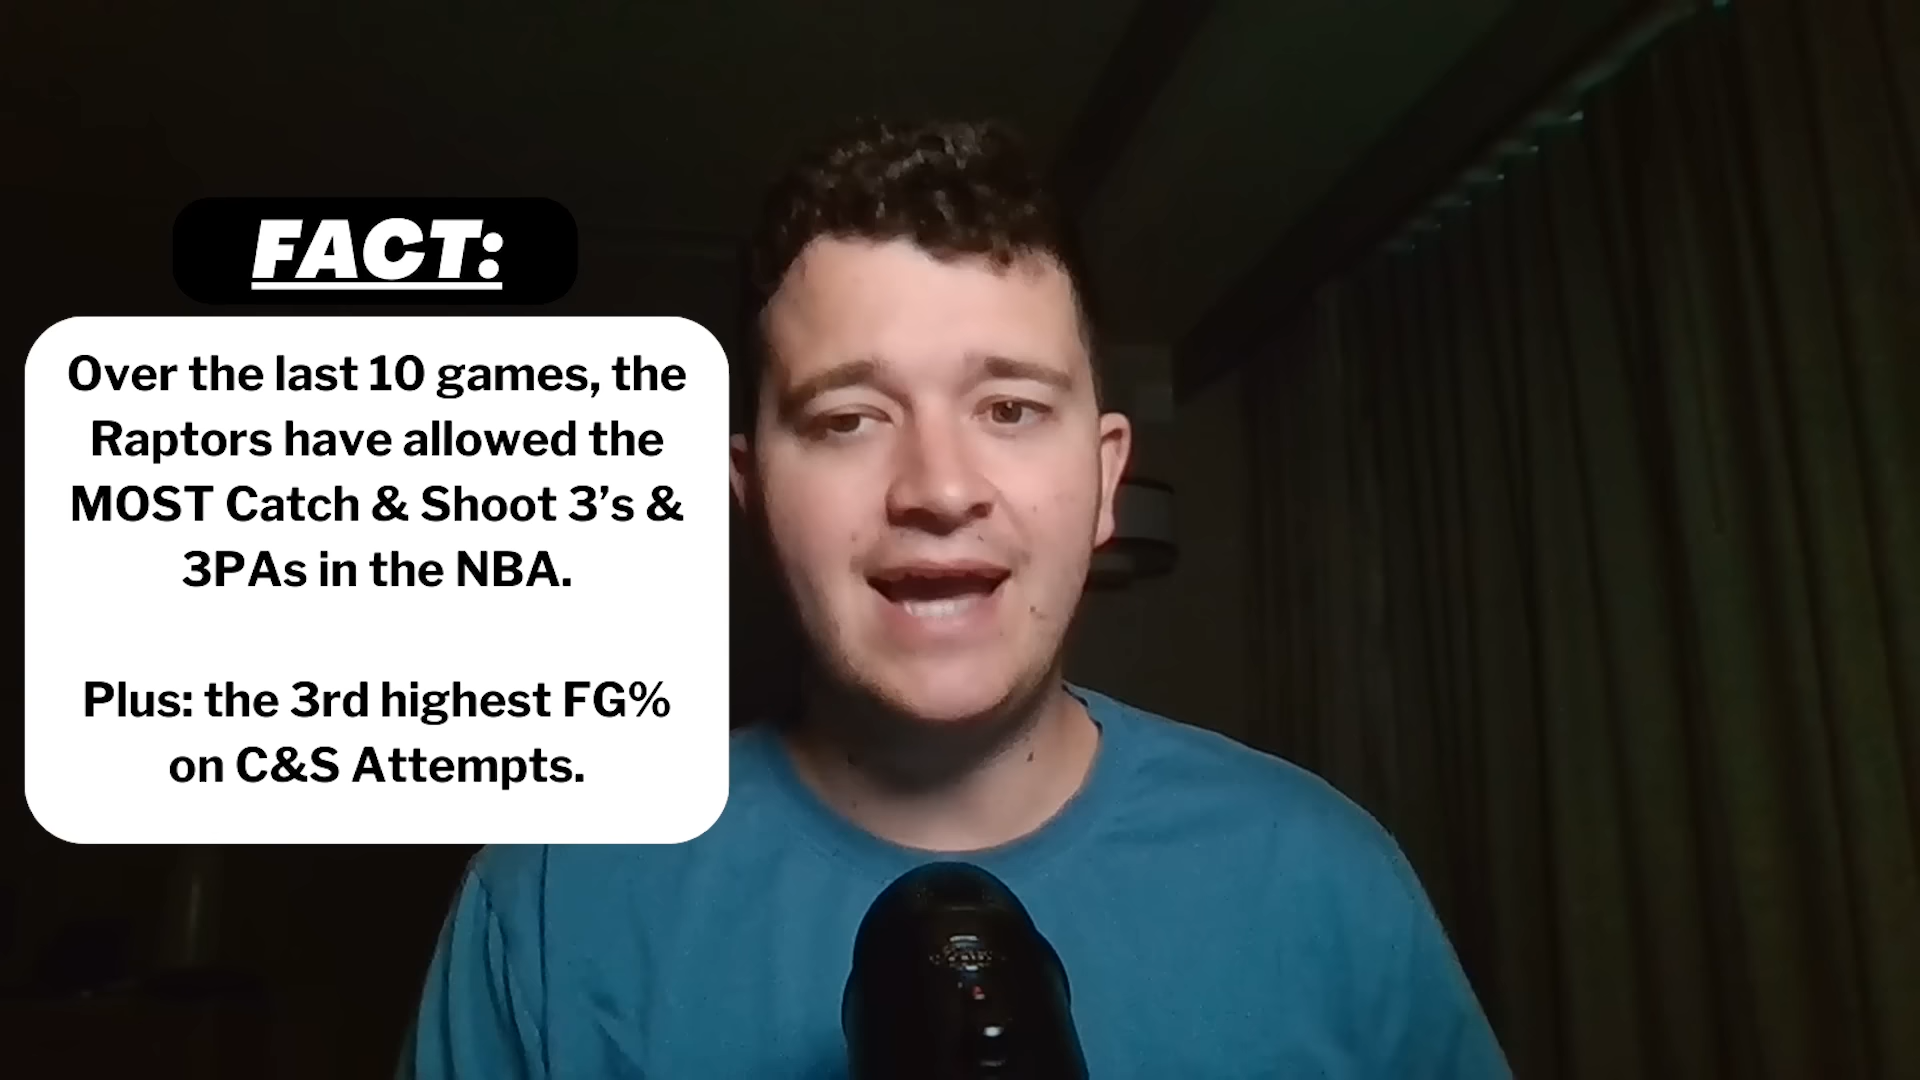 FACT:
Over the last 10 games, the
Raptors have allowed the
MOST Catch & Shoot 3’s &
3PAs in the NBA.
Plus: the 3rd highest FG%
on C&S Attempts.